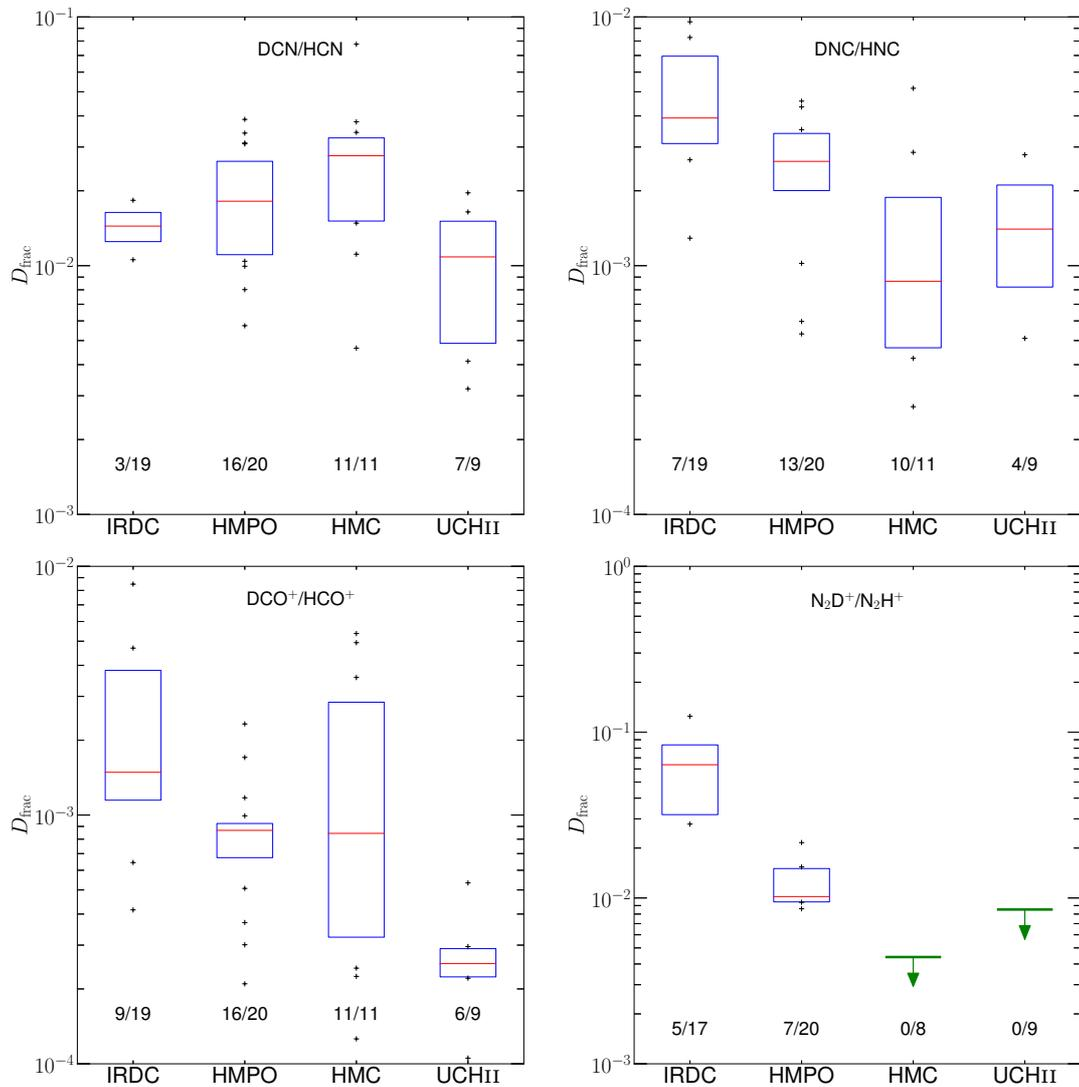 DCN/HCN
10⁻¹
10⁻²
10⁻³
D_frac
3/19 16/20 11/11 7/9
IRDC HMPO HMC UCHII
DNC/HNC
10⁻²
10⁻³
10⁻⁴
D_frac
7/19 13/20 10/11 4/9
IRDC HMPO HMC UCHII
DCO⁺/HCO⁺
10⁻²
10⁻³
10⁻⁴
D_frac
9/19 16/20 11/11 6/9
IRDC HMPO HMC UCHII
N₂D⁺/N₂H⁺
10⁰
10⁻¹
10⁻²
10⁻³
D_frac
5/17 7/20 0/8 0/9
IRDC HMPO HMC UCHII